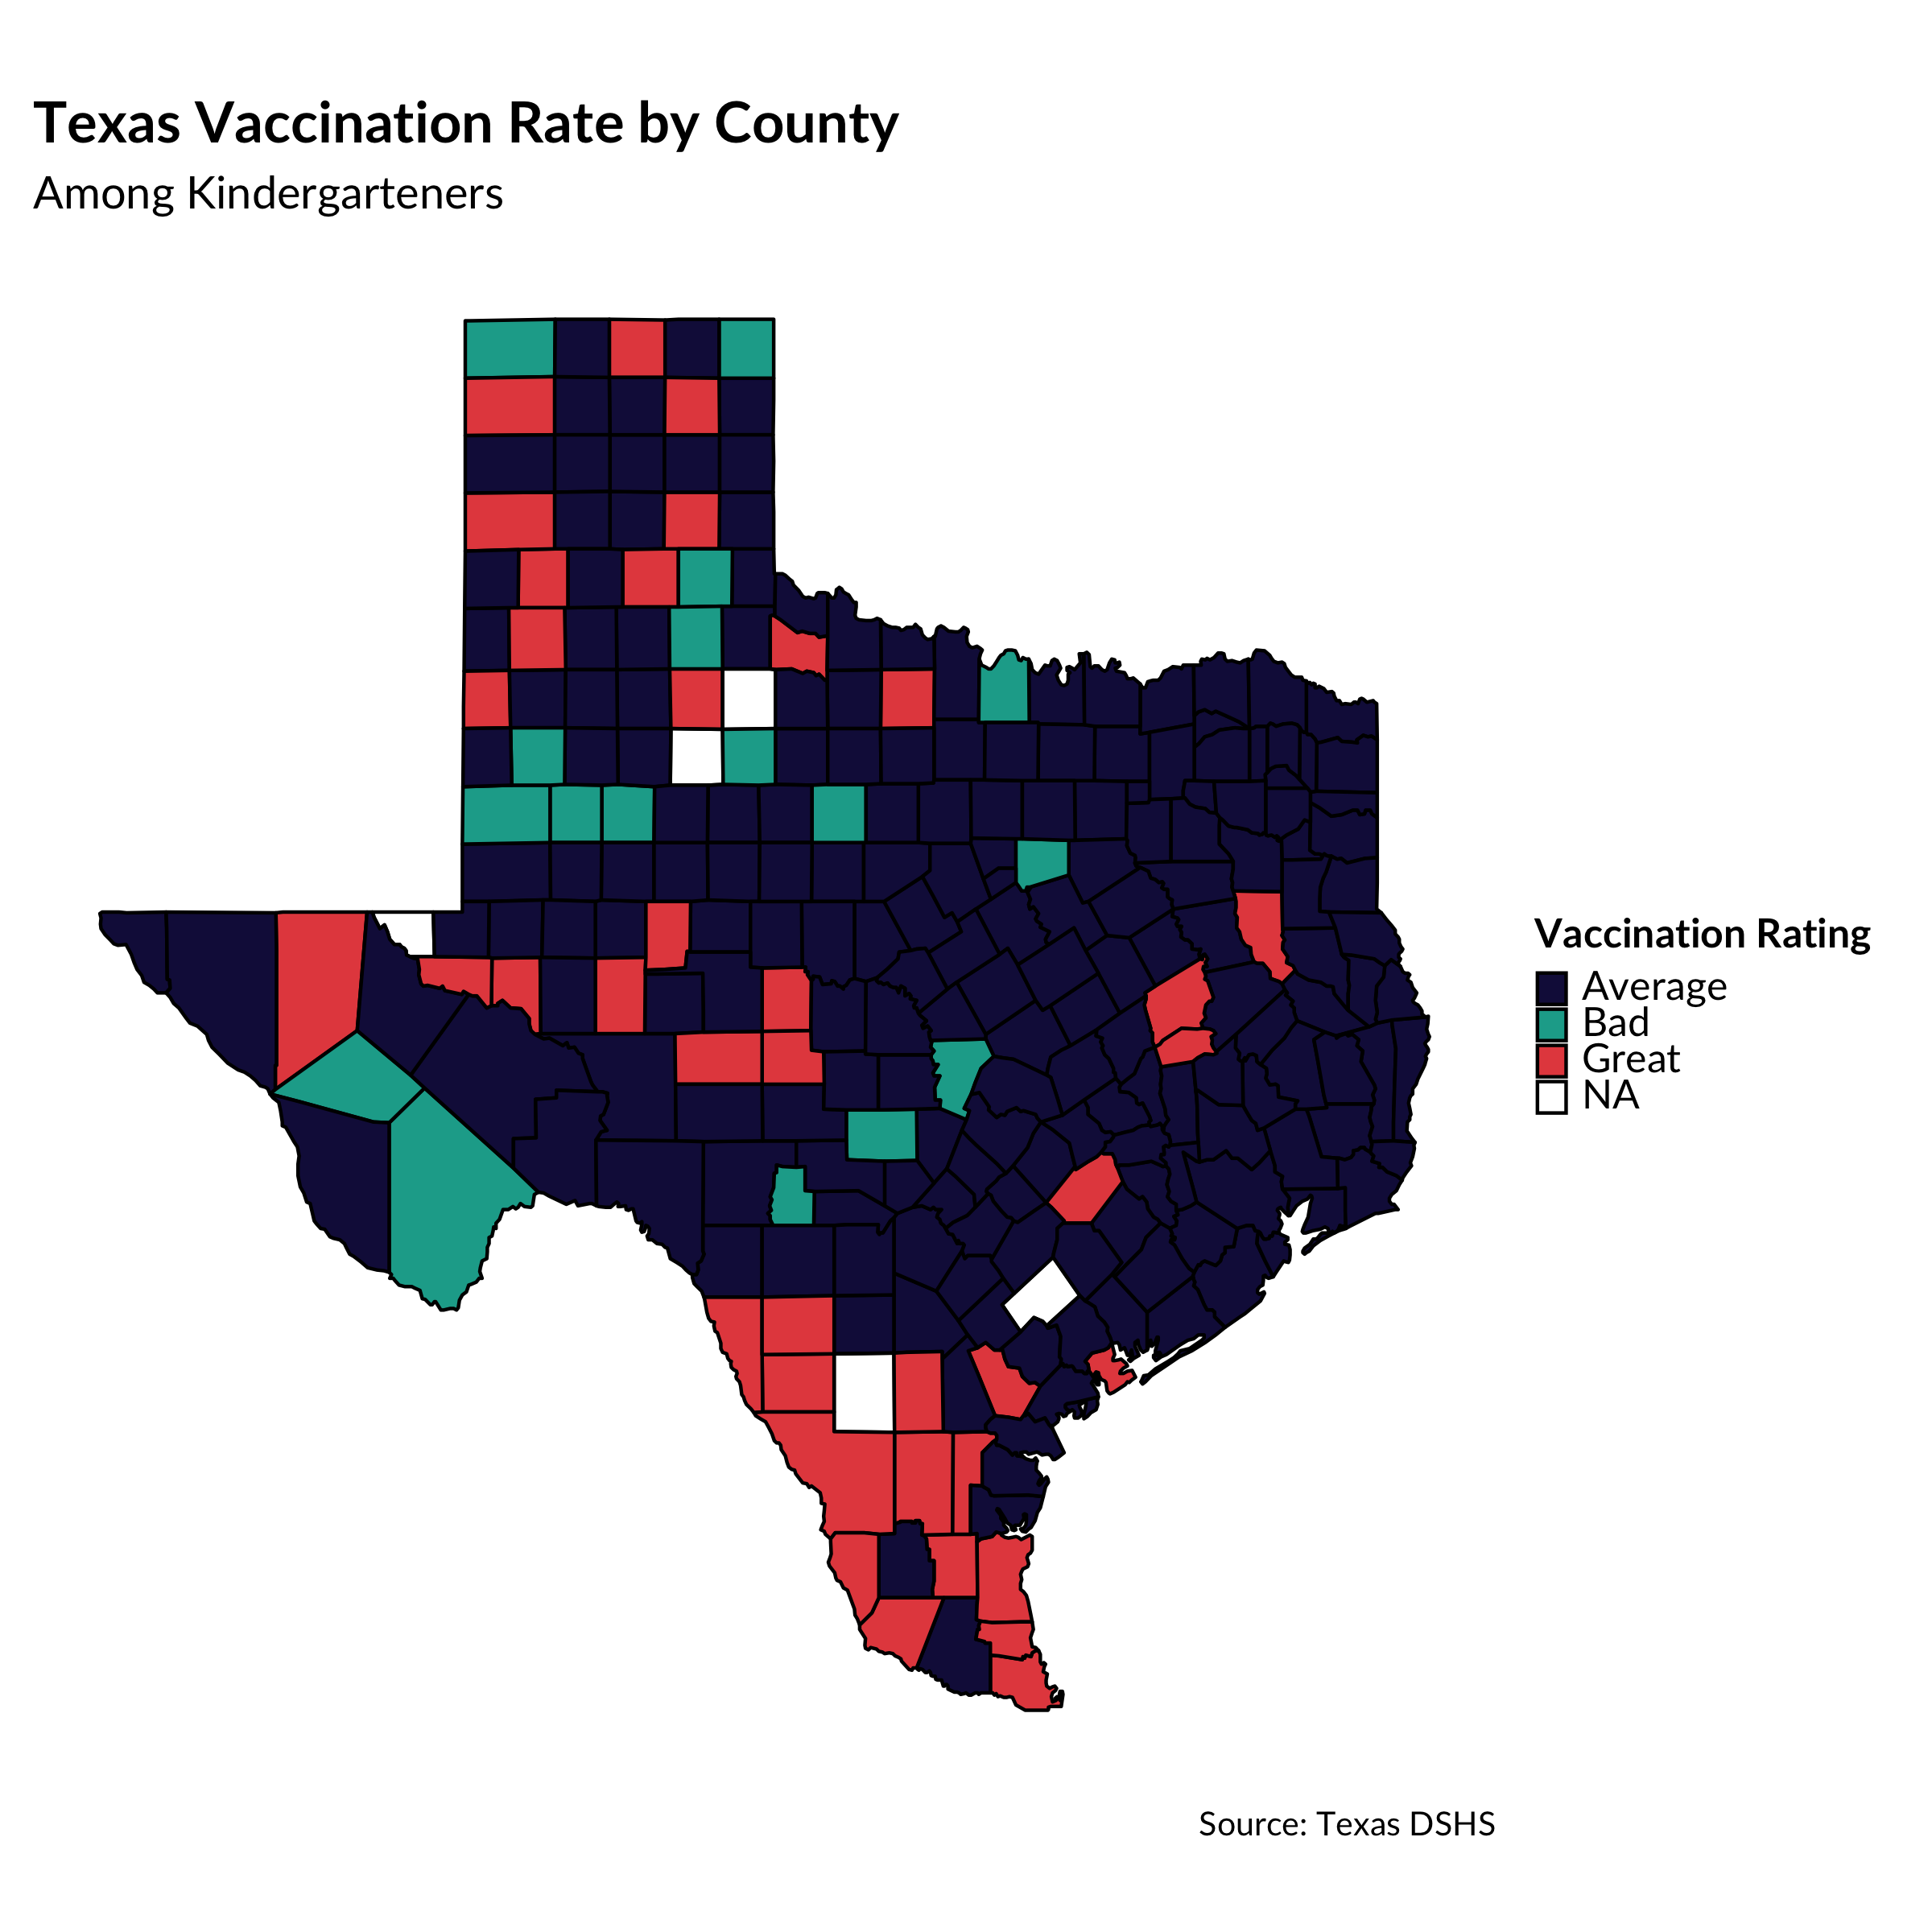 Texas Vaccination Rate by County
Among Kindergarteners
Vaccination Rating
Average
Bad
Great
NA
Source: Texas DSHS